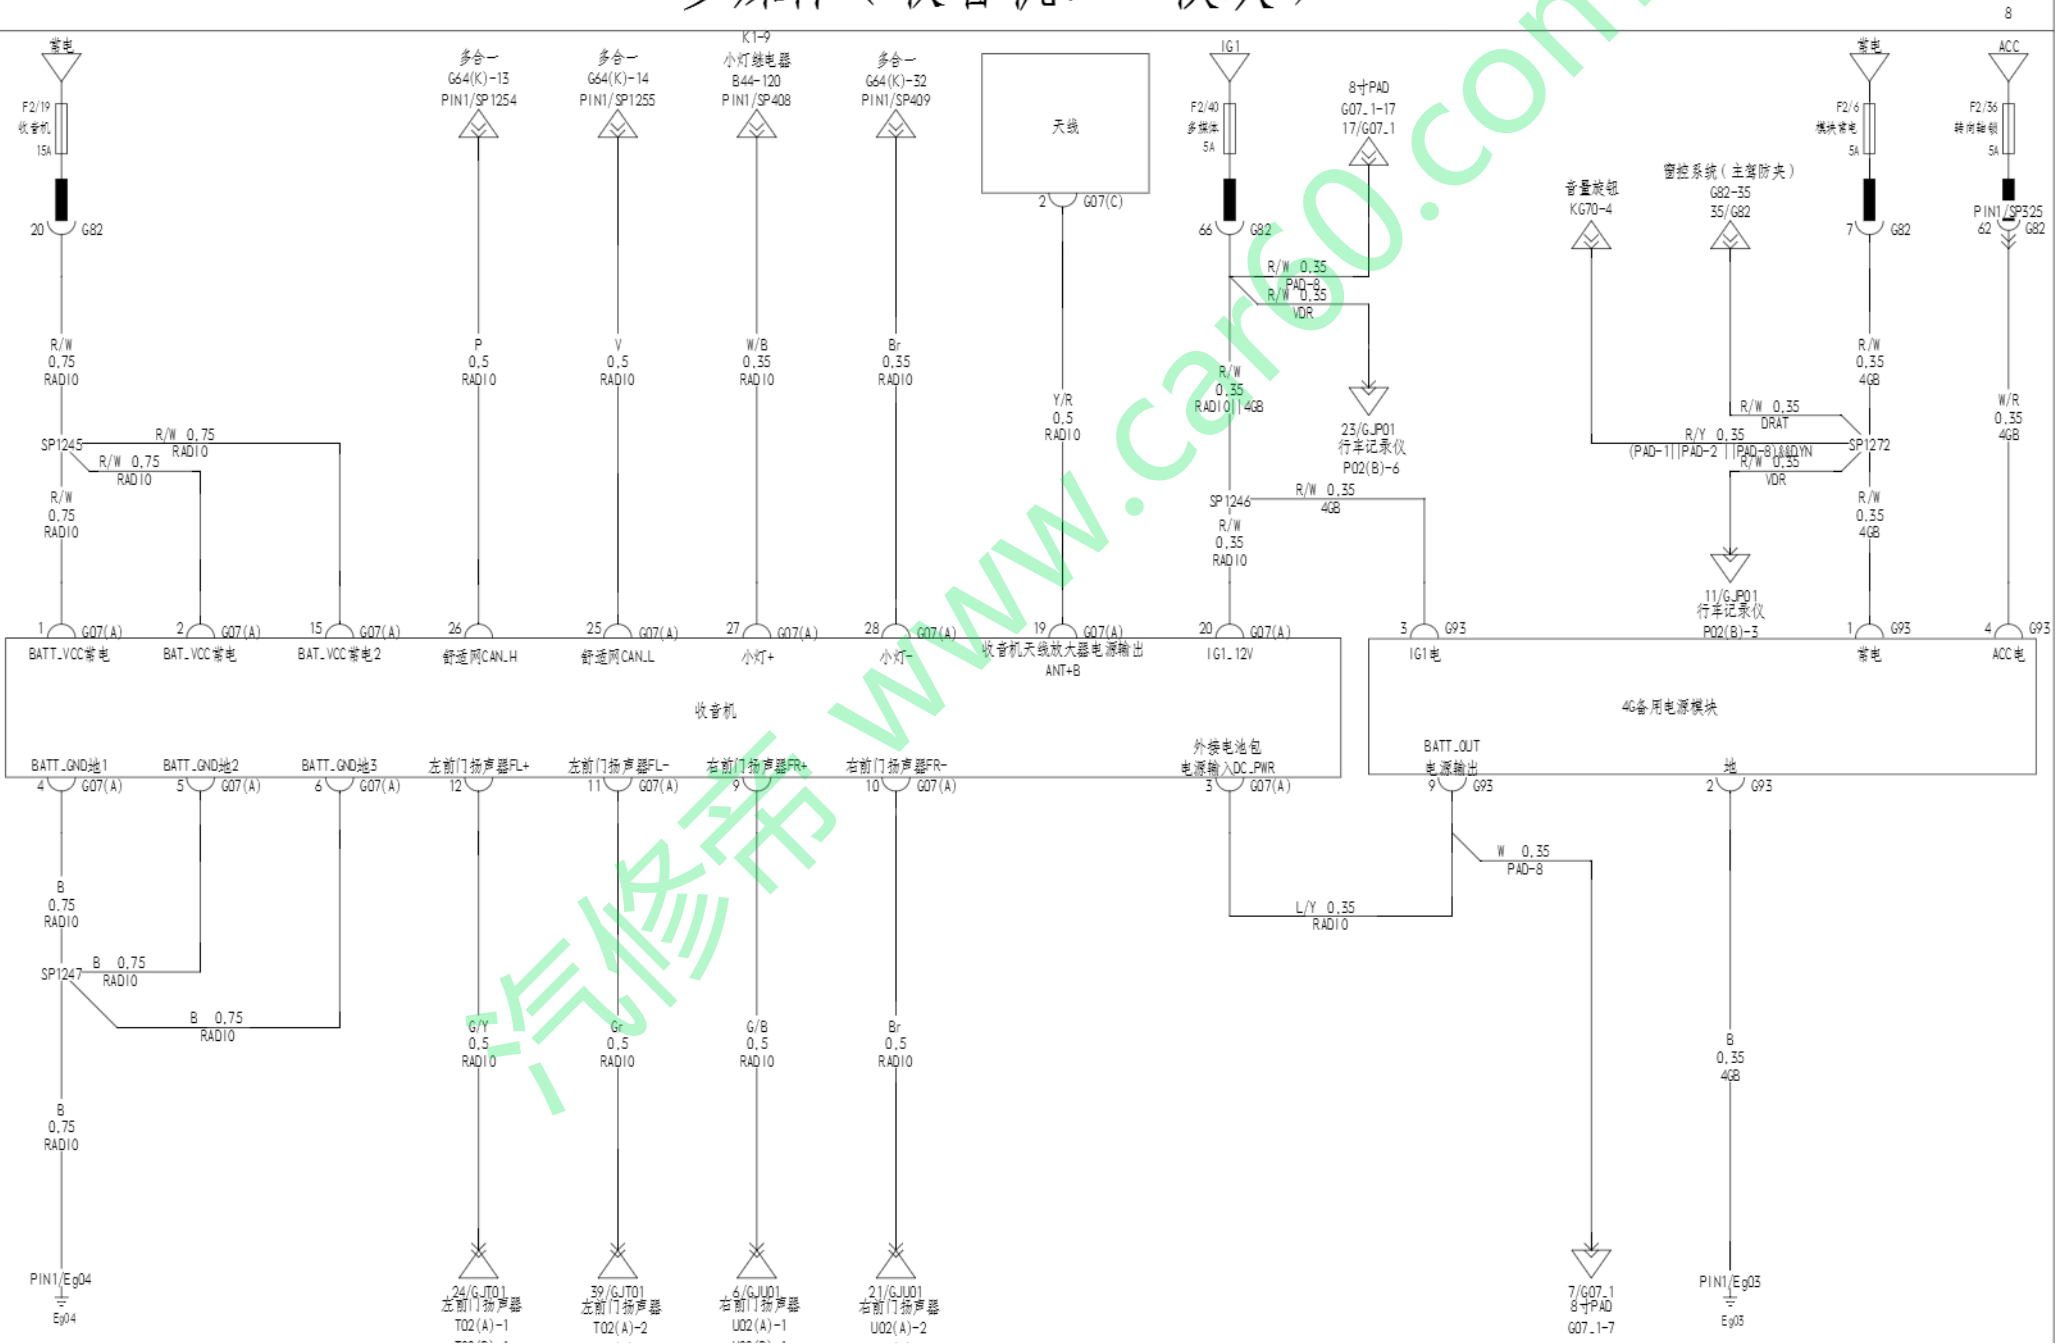 8
常电
F2/19
收音机
15A
20
G82
多合一
G64(K)-13
PIN1/SP1254
多合一
G64(K)-14
PIN1/SP1255
K1-9
小灯继电器
B44-120
PIN1/SP408
多合一
G64(K)-32
PIN1/SP409
天线
2
G07(C)
IG1
F2/40
多媒体
5A
66
G82
8寸PAD
G07_1-17
17/G07_1
音量旋钮
KG70-4
窗控系统(主驾防夹)
G82-35
35/G82
常电
F2/6
模块常电
5A
7
G82
ACC
F2/36
转向轴锁
5A
PIN1/SP325
62
G82
R/W 0,35
PAD-8
R/W 0,35
VDR
R/W
0,75
RADIO
P
0,5
RADIO
V
0,5
RADIO
W/B
0,35
RADIO
Br
0,35
RADIO
Y/R
0,5
RADIO
R/W
0,35
RADIO||4GB
23/GJP01
行车记录仪
P02(B)-6
R/W
0,35
4GB
W/R
0,35
4GB
R/W 0,35
DRAT
R/Y 0,35
(PAD-1||PAD-2 ||PAD-8)&&DYN
R/W 0,35
VDR
SP1272
SP1245
R/W 0,75
RADIO
R/W 0,75
RADIO
R/W
0,75
RADIO
SP1246
R/W 0,35
4GB
R/W
0,35
RADIO
R/W
0,35
4GB
11/GJP01
行车记录仪
P02(B)-3
1
G07(A)
2
G07(A)
15
G07(A)
26
25
G07(A)
27
G07(A)
28
G07(A)
19
G07(A)
20
G07(A)
3
G93
1
G93
4
G93
BATT_VCC常电
BAT_VCC常电
BAT_VCC常电2
舒适网CAN_H
舒适网CAN_L
小灯+
小灯-
收音机天线放大器电源输出
ANT+B
IG1_12V
IG1电
常电
ACC电
收音机
4G备用电源模块
BATT_GND地1
BATT_GND地2
BATT_GND地3
左前门扬声器FL+
左前门扬声器FL-
右前门扬声器FR+
右前门扬声器FR-
外接电池包
电源输入DC_PWR
BATT_OUT
电源输出
地
4
G07(A)
5
G07(A)
6
G07(A)
12
11
G07(A)
9
G07(A)
10
G07(A)
3
G07(A)
9
G93
2
G93
W 0,35
PAD-8
L/Y 0,35
RADIO
B
0,75
RADIO
SP1247
B 0,75
RADIO
B 0,75
RADIO
G/Y
0,5
RADIO
Gr
0,5
RADIO
G/B
0,5
RADIO
Br
0,5
RADIO
B
0,35
4GB
B
0,75
RADIO
PIN1/Eg04
Eg04
24/GJT01
左前门扬声器
T02(A)-1
39/GJT01
左前门扬声器
T02(A)-2
6/GJU01
右前门扬声器
U02(A)-1
21/GJU01
右前门扬声器
U02(A)-2
7/G07_1
8寸PAD
G07_1-7
PIN1/Eg03
Eg03
汽修帝 www.car60.com